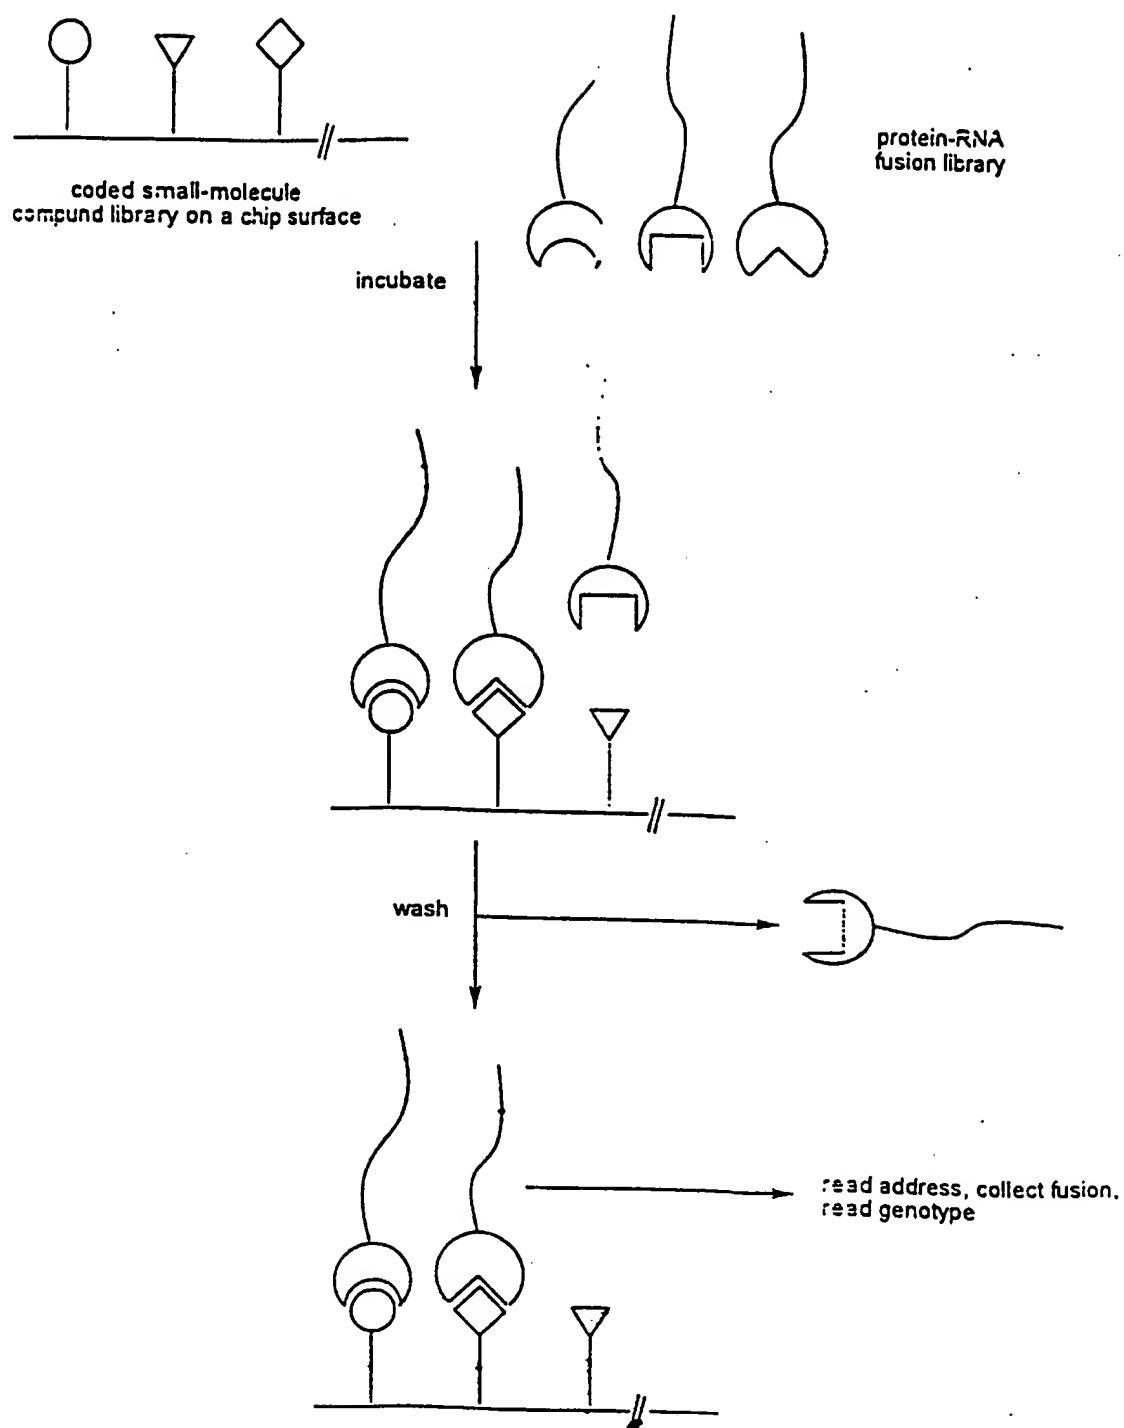 coded small-molecule
compund library on a chip surface
protein-RNA
fusion library
incubate
wash
read address, collect fusion.
read genotype